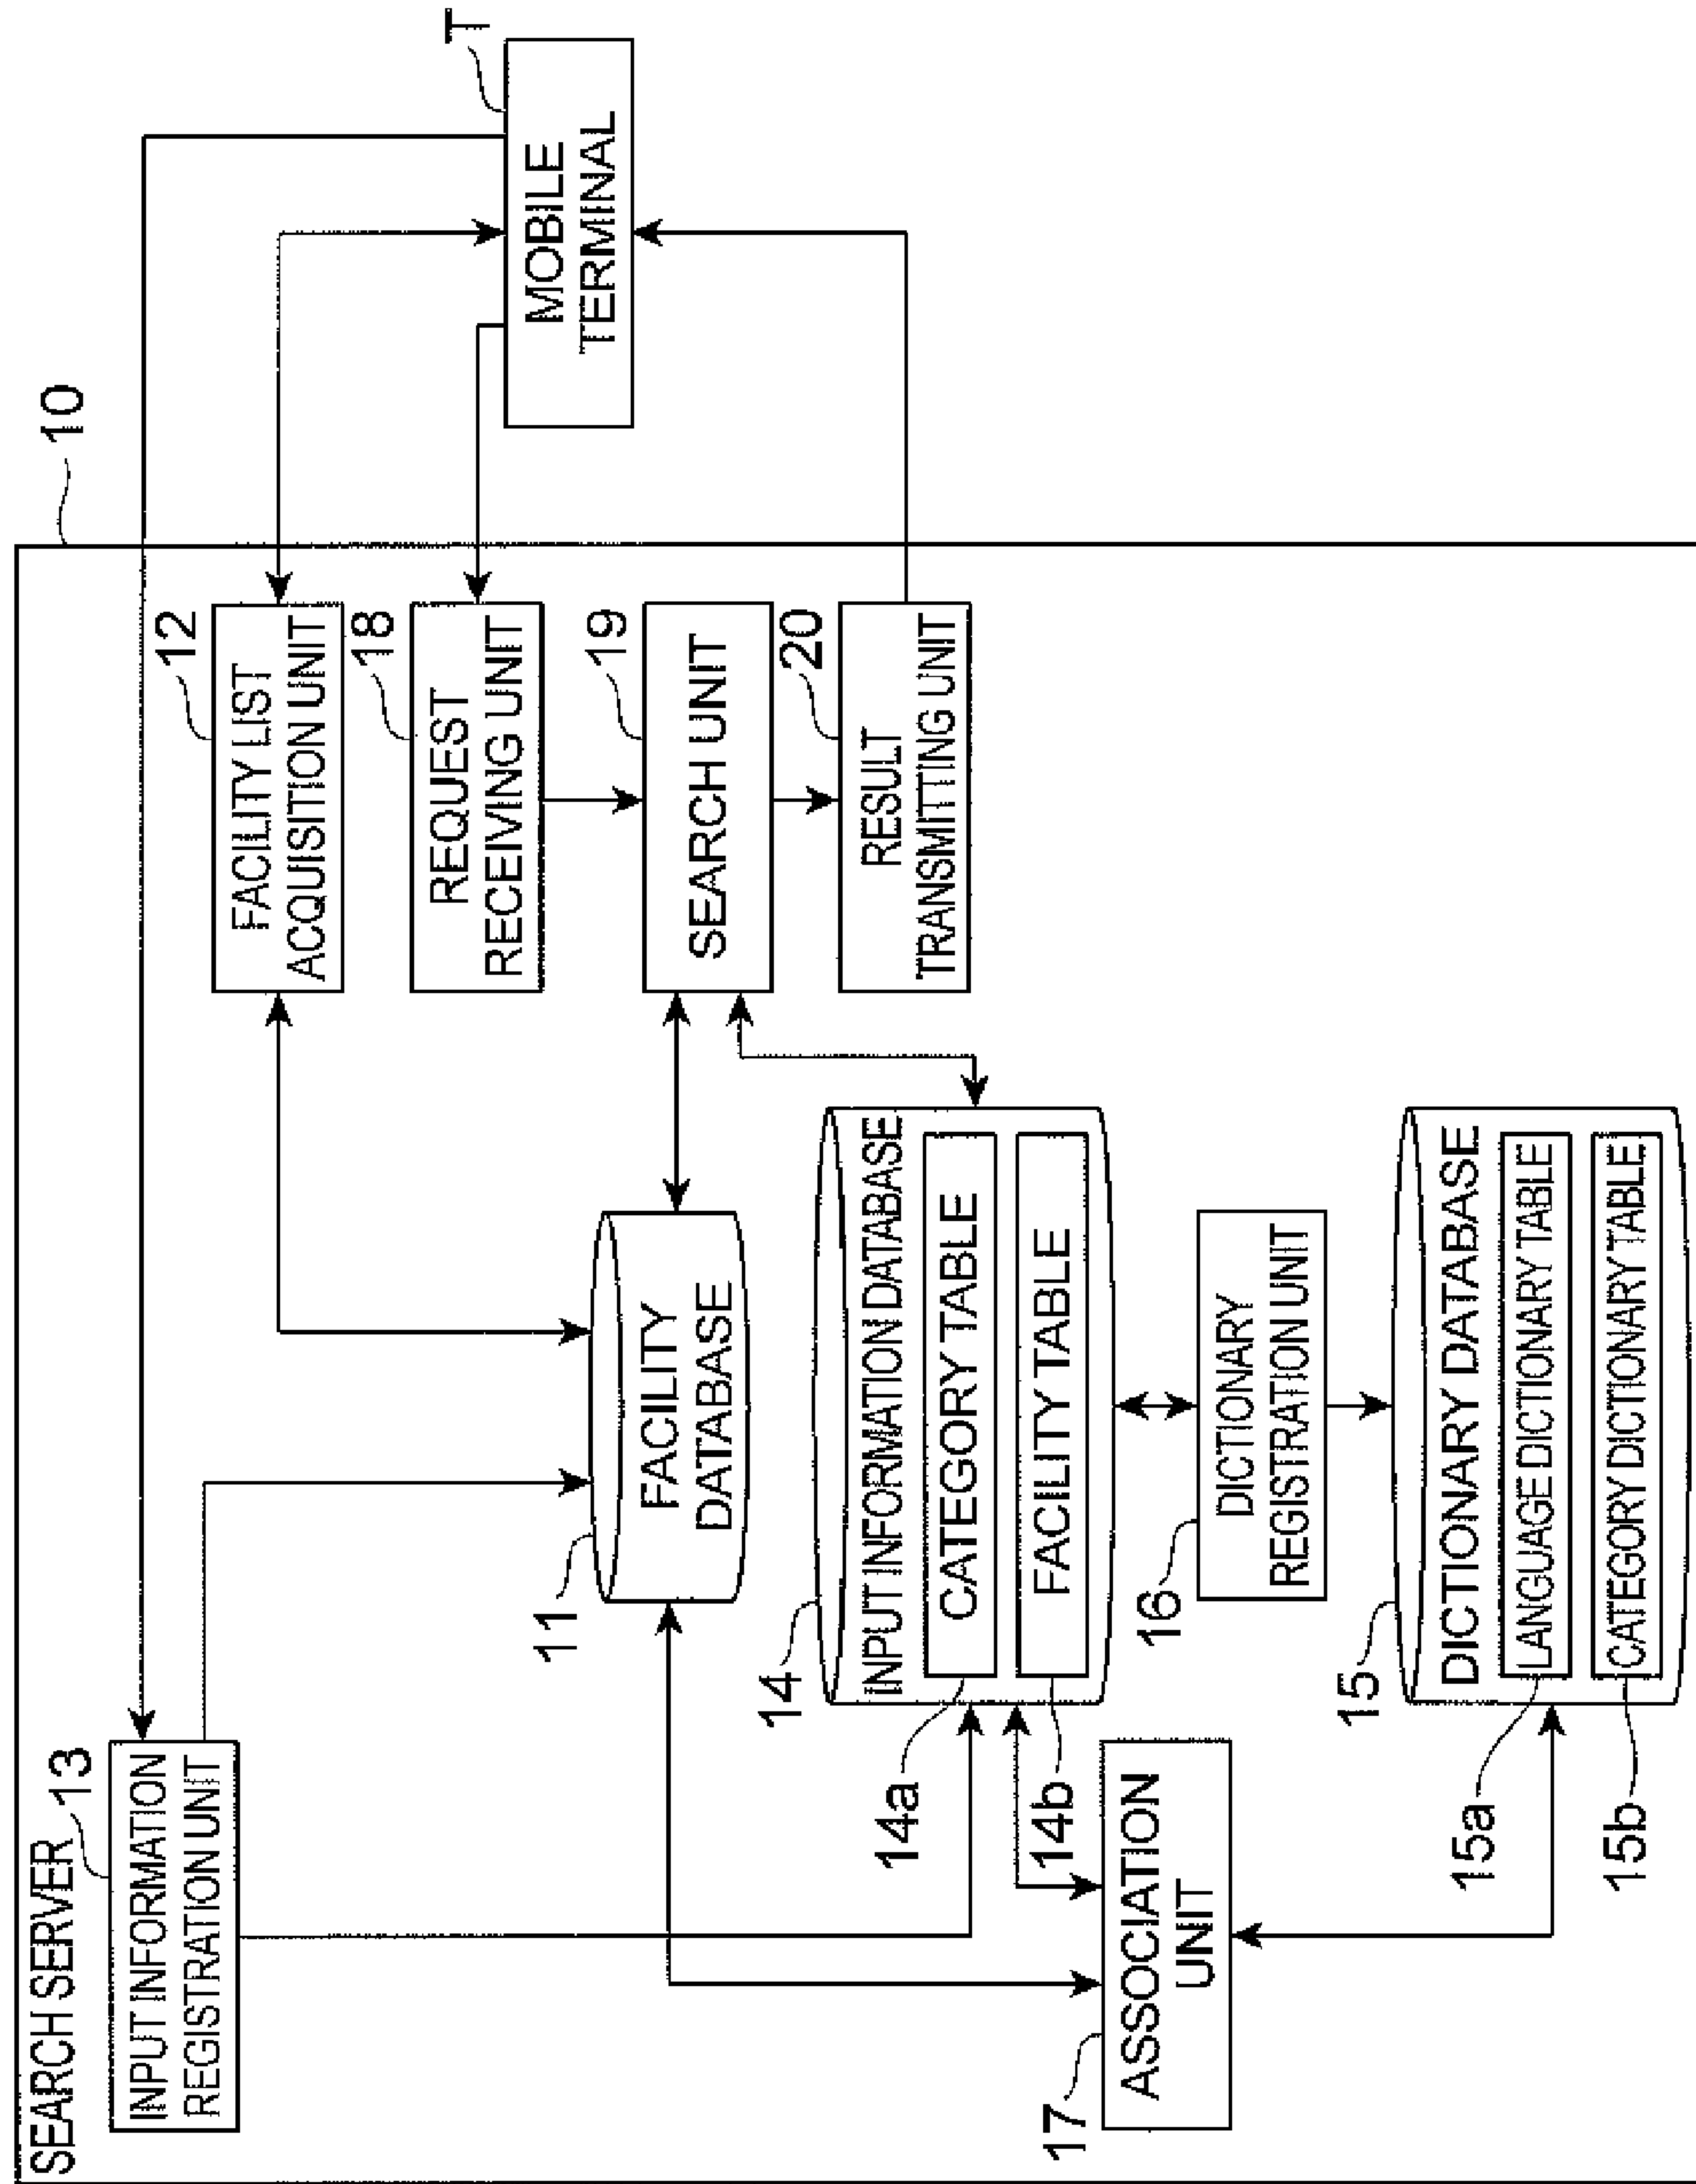 SEARCH SERVER
10
13
INPUT INFORMATION
REGISTRATION UNIT
12
FACILITY LIST
ACQUISITION UNIT
18
REQUEST
RECEIVING UNIT
T
MOBILE
TERMINAL
11
FACILITY
DATABASE
19
SEARCH UNIT
20
RESULT
TRANSMITTING UNIT
14
INPUT INFORMATION DATABASE
14a
CATEGORY TABLE
14b
FACILITY TABLE
17
ASSOCIATION
UNIT
16
DICTIONARY
REGISTRATION UNIT
15
DICTIONARY DATABASE
15a
LANGUAGE DICTIONARY TABLE
15b
CATEGORY DICTIONARY TABLE